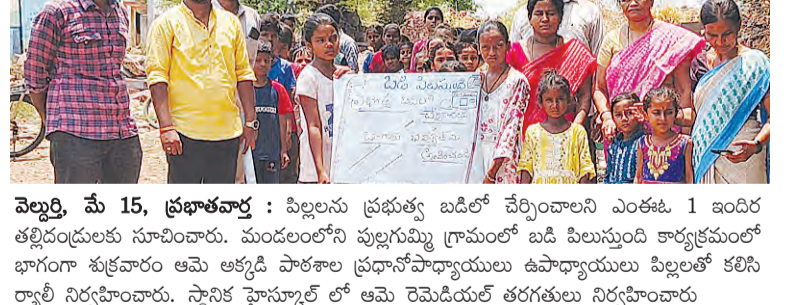 బడి పిలుస్తుంది
వెల్దుర్తి, మే 15, ప్రభాతవార్త : పిల్లలను ప్రభుత్వ బడిలో చేర్పించాలని ఎంఈఓ 1 ఇందిర
తల్లిదండ్రులకు సూచించారు. మండలంలోని పుల్లగుమ్మి గ్రామంలో బడి పిలుస్తుంది కార్యక్రమంలో
భాగంగా శుక్రవారం ఆమె అక్కడి పాఠశాల ప్రధానోపాధ్యాయులు ఉపాధ్యాయులు పిల్లలతో కలిసి
ర్యాలీ నిర్వహించారు. స్థానిక హైస్కూల్ లో ఆమె రెమెడియల్ తరగతులు నిర్వహించారు